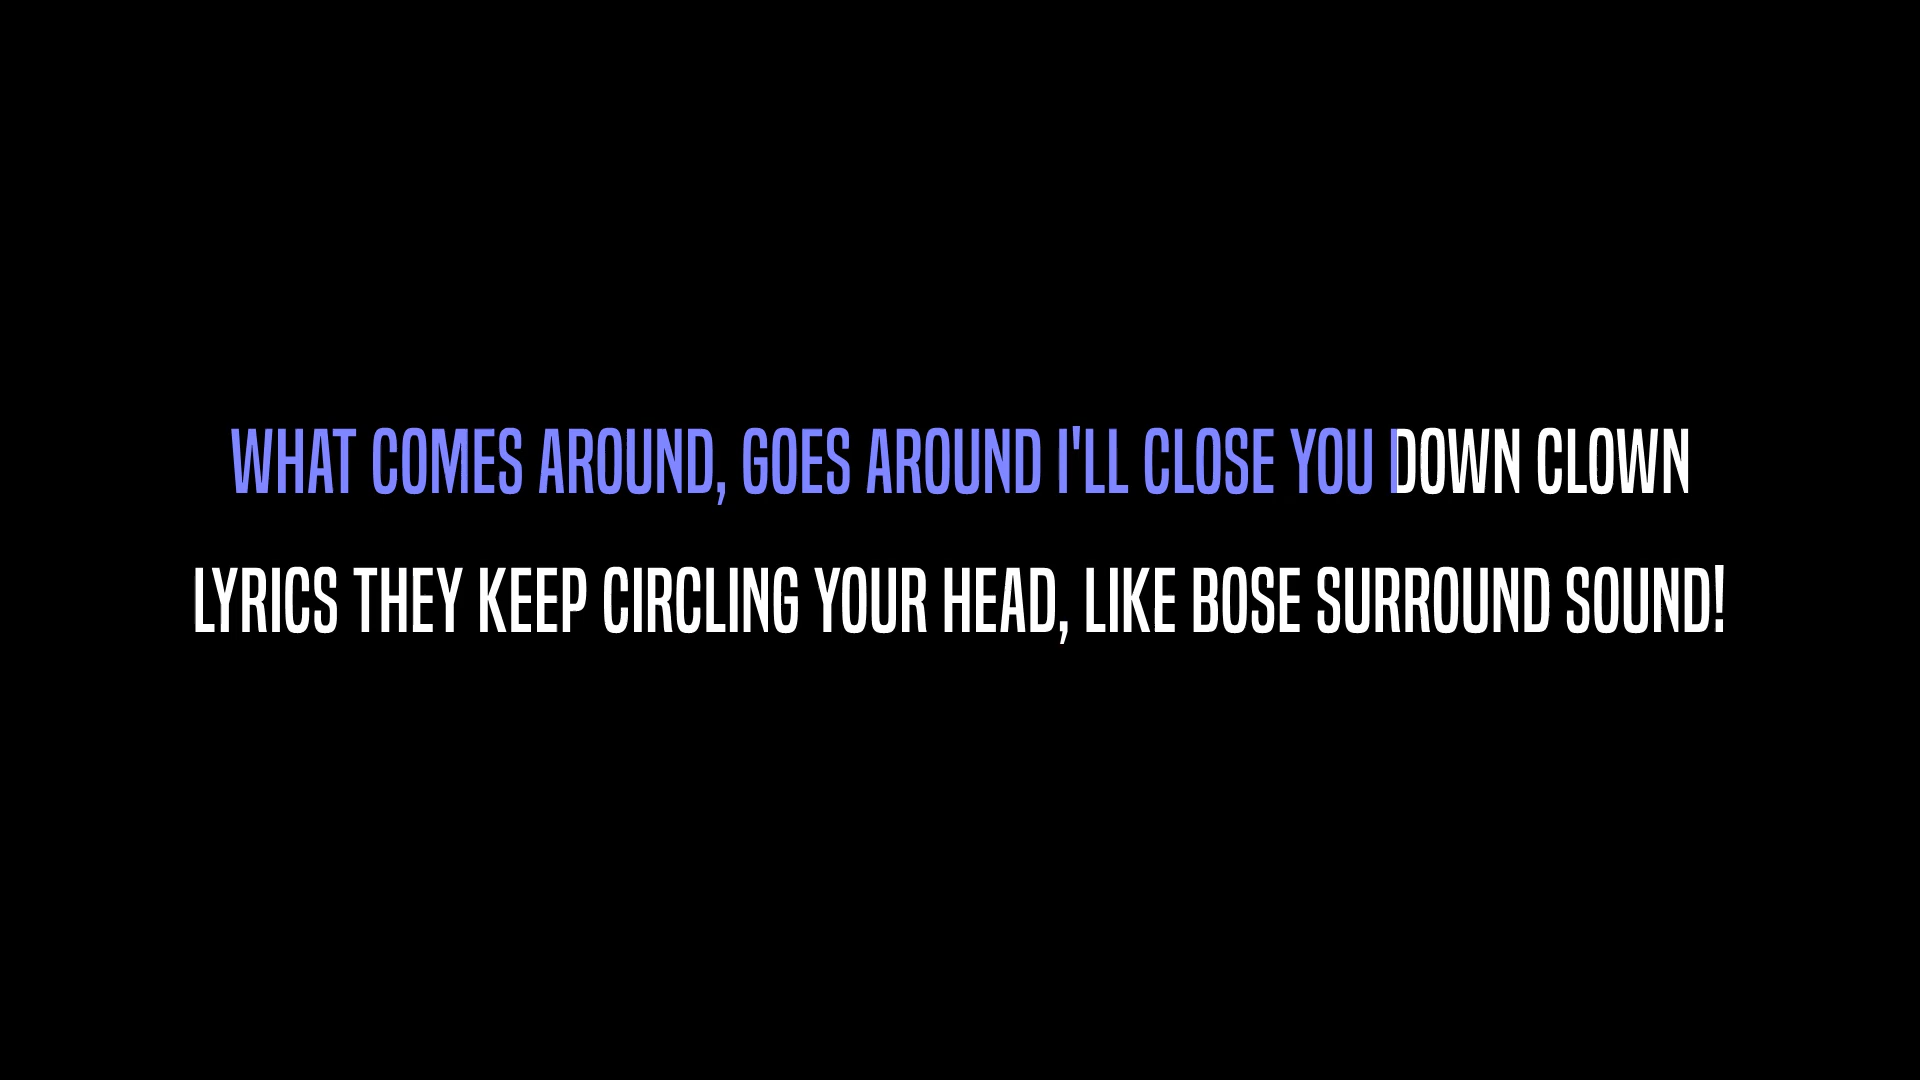 WHAT COMES AROUND, GOES AROUND I'LL CLOSE YOU DOWN CLOWN
LYRICS THEY KEEP CIRCLING YOUR HEAD, LIKE BOSE SURROUND SOUND!